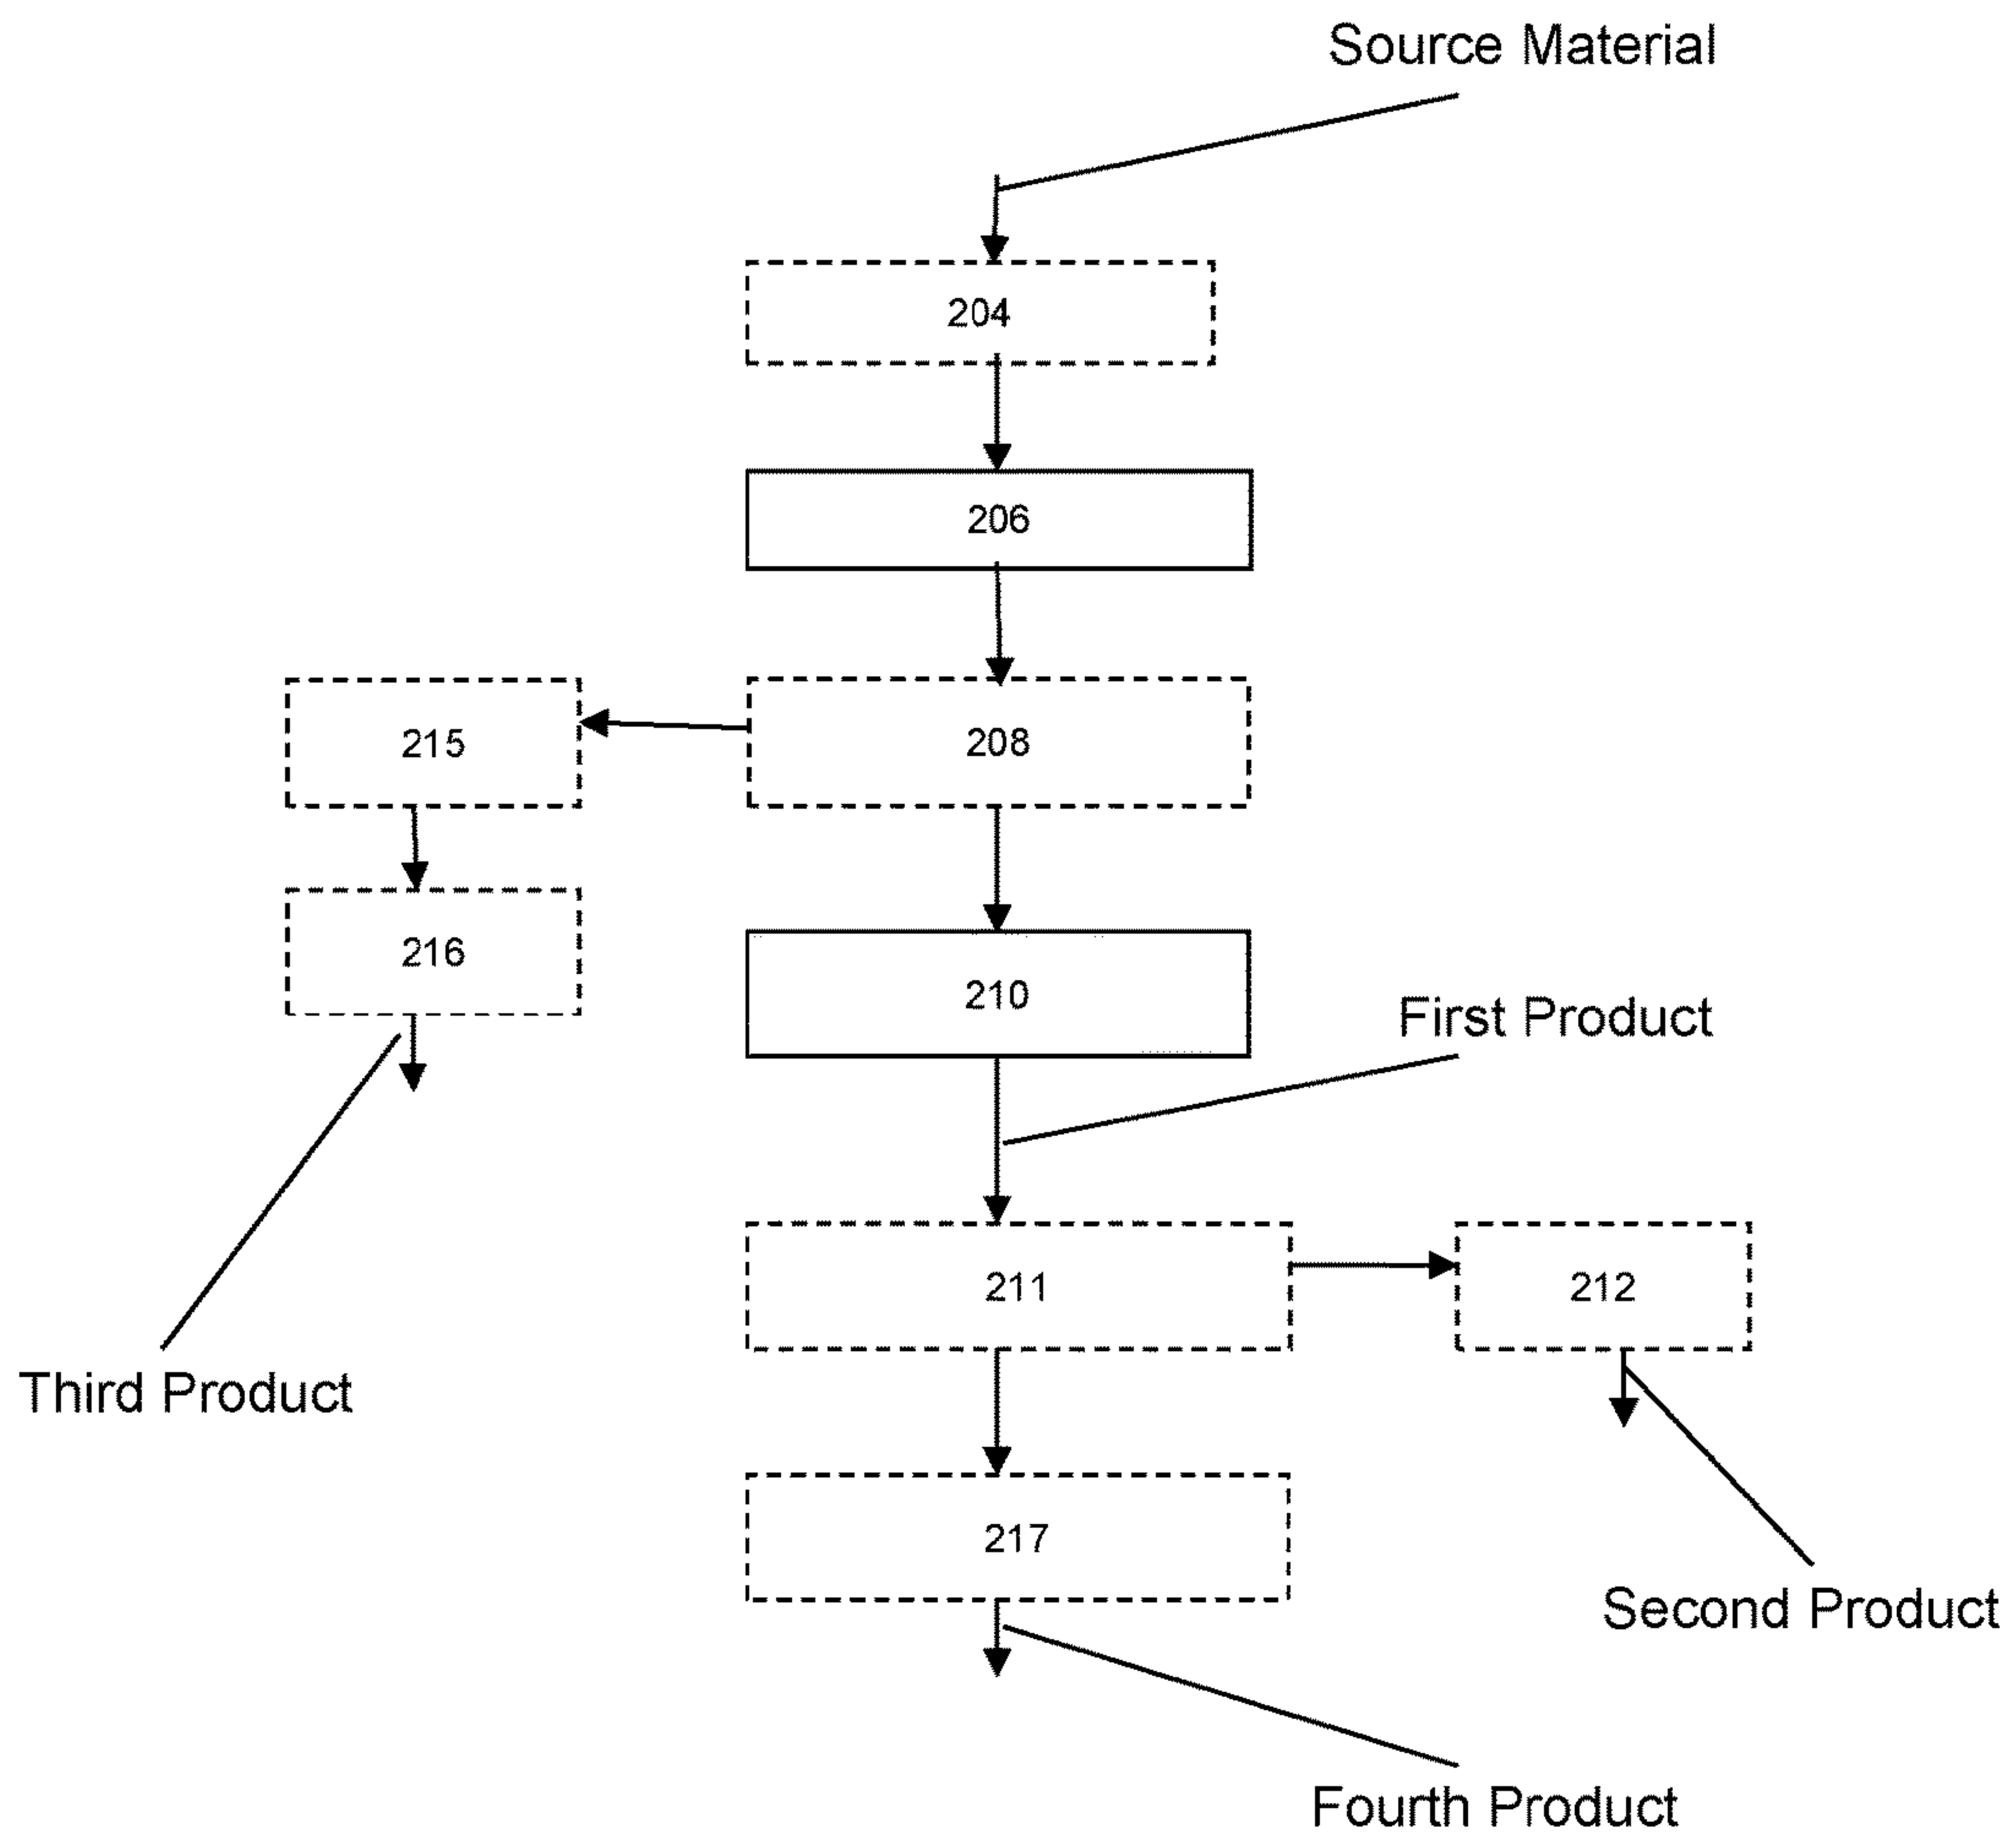 Source Material
204
206
215
208
216
210
First Product
211
212
Third Product
217
Second Product
Fourth Product